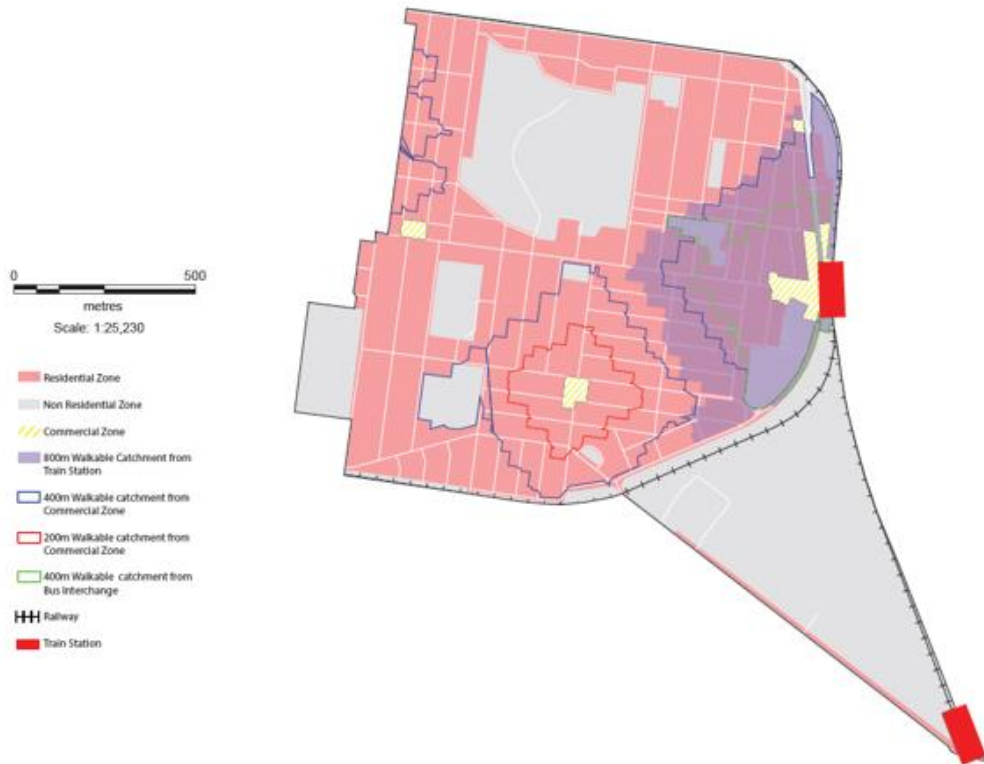 0 500
metres
Scale: 1:25,230
Residential Zone
Non Residential Zone
Commercial Zone
800m Walkable Catchment from
Train Station
400m Walkable catchment from
Commercial Zone
200m Walkable catchment from
Commercial Zone
400m Walkable catchment from
Bus Interchange
Railway
Train Station